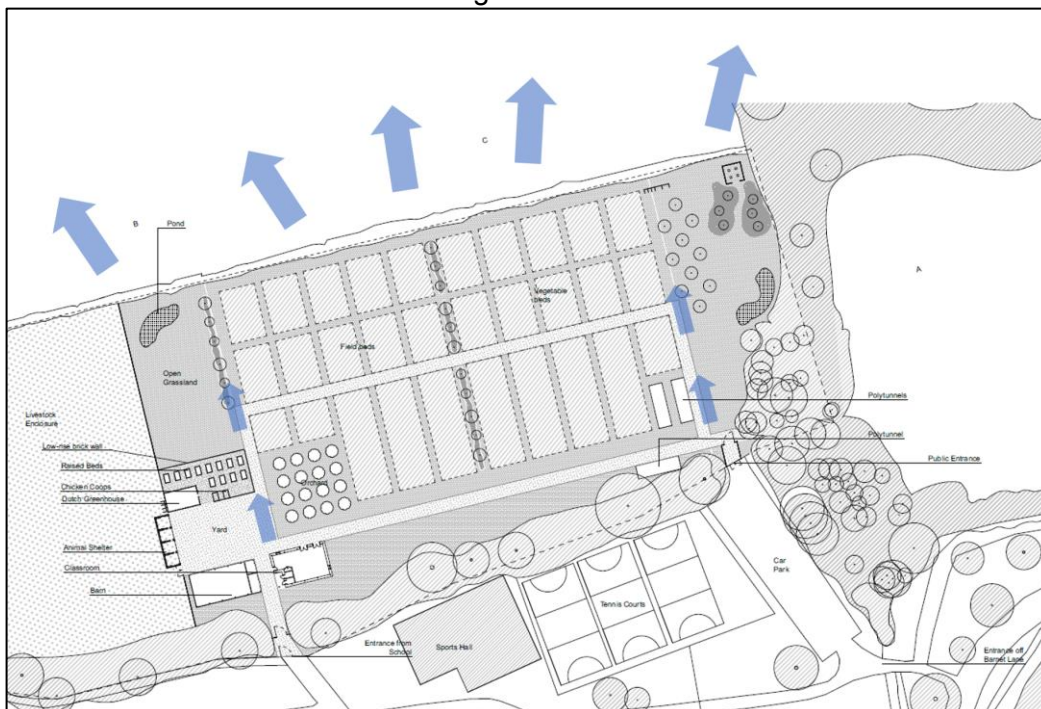 C
B
A
Pond
Vegetable
beds
Field beds
Open
Grassland
Livestock
Enclosure
Polytunnels
Low-rise brick wall
Polytunnel
Raised Beds
Public Entrance
Chicken Coops
Orchard
Dutch Greenhouse
Yard
Animal Shelter
Classroom
Car
Park
Barn
Tennis Courts
Entrance from
School
Sports Hall
Entrance off
Barnet Lane